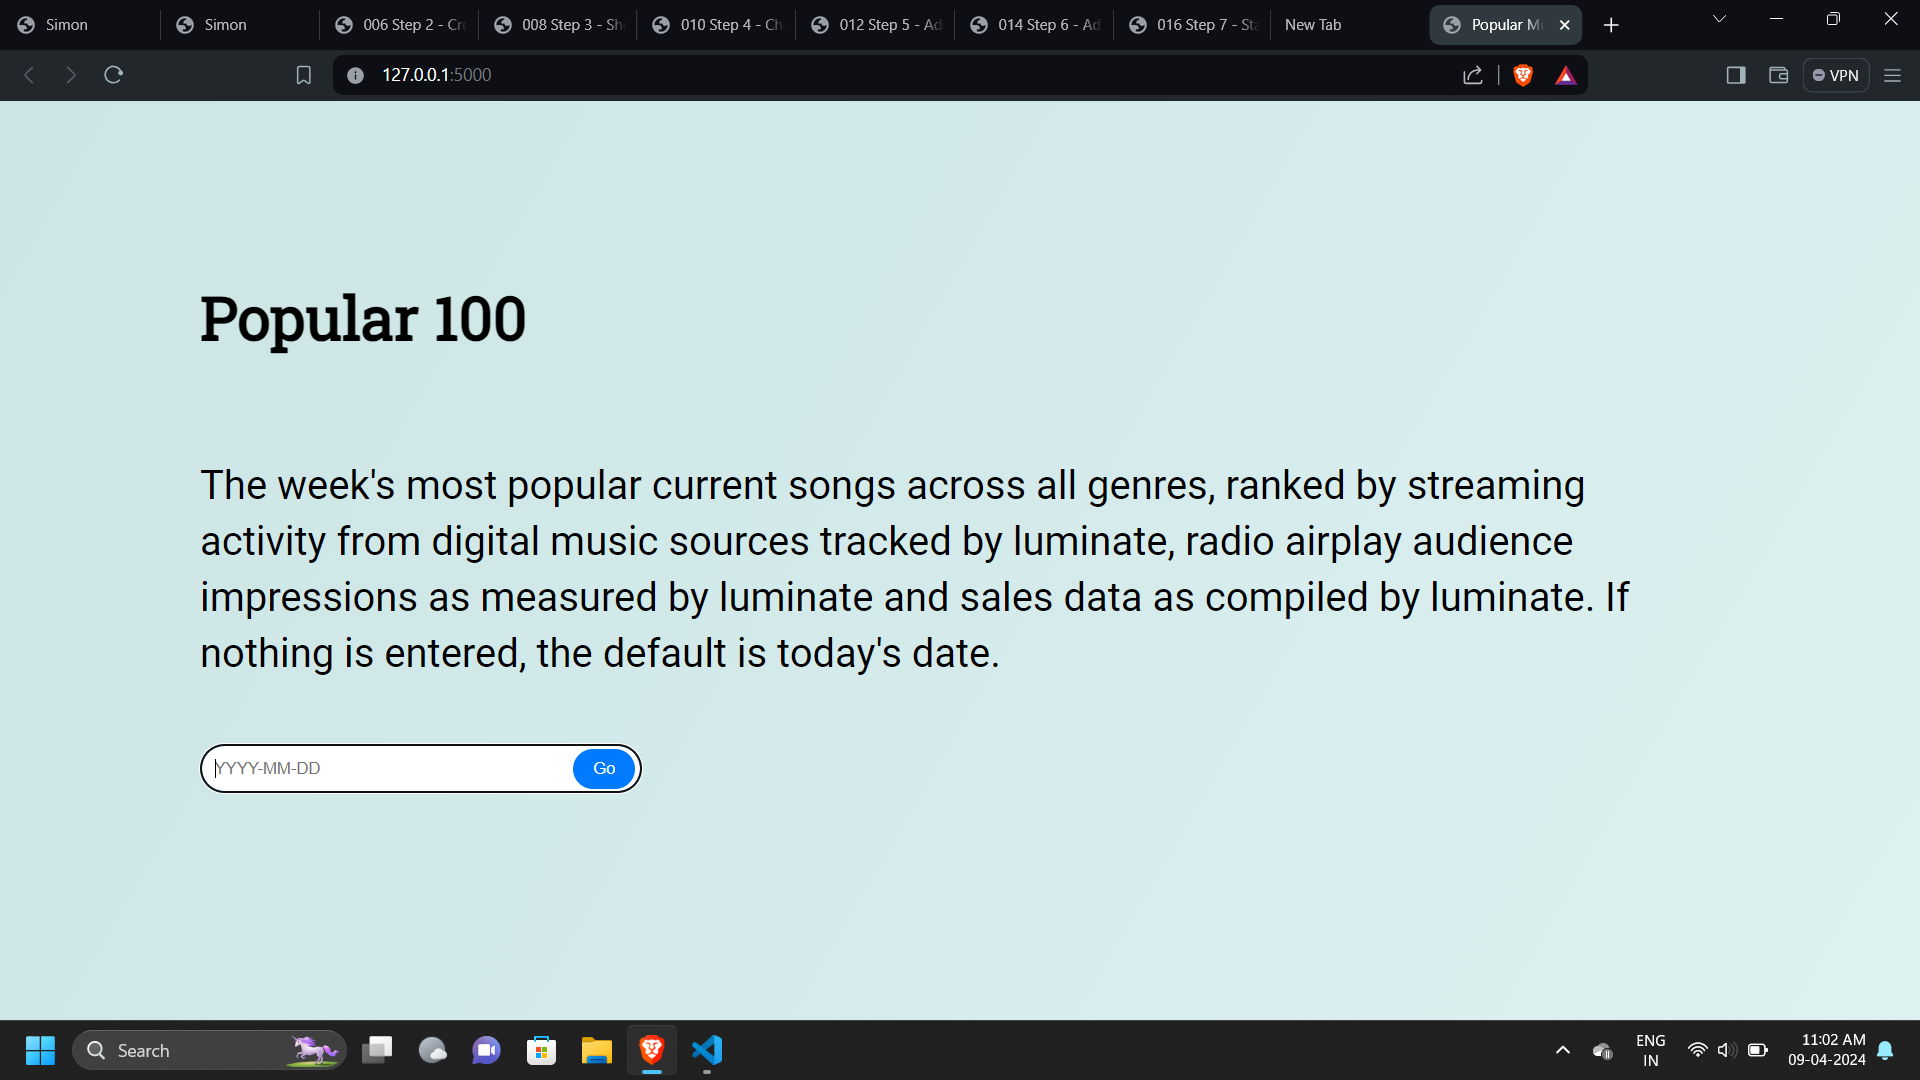 Simon
Simon
006 Step 2 - Cr
008 Step 3 - Sh
010 Step 4 - Ch
012 Step 5 - Ad
014 Step 6 - Ad
016 Step 7 - Sta
New Tab
Popular M
127.0.0.1:5000
VPN
Popular 100
The week's most popular current songs across all genres, ranked by streaming
activity from digital music sources tracked by luminate, radio airplay audience
impressions as measured by luminate and sales data as compiled by luminate. If
nothing is entered, the default is today's date.
YYYY-MM-DD
Go
Search
ENG
IN
11:02 AM
09-04-2024